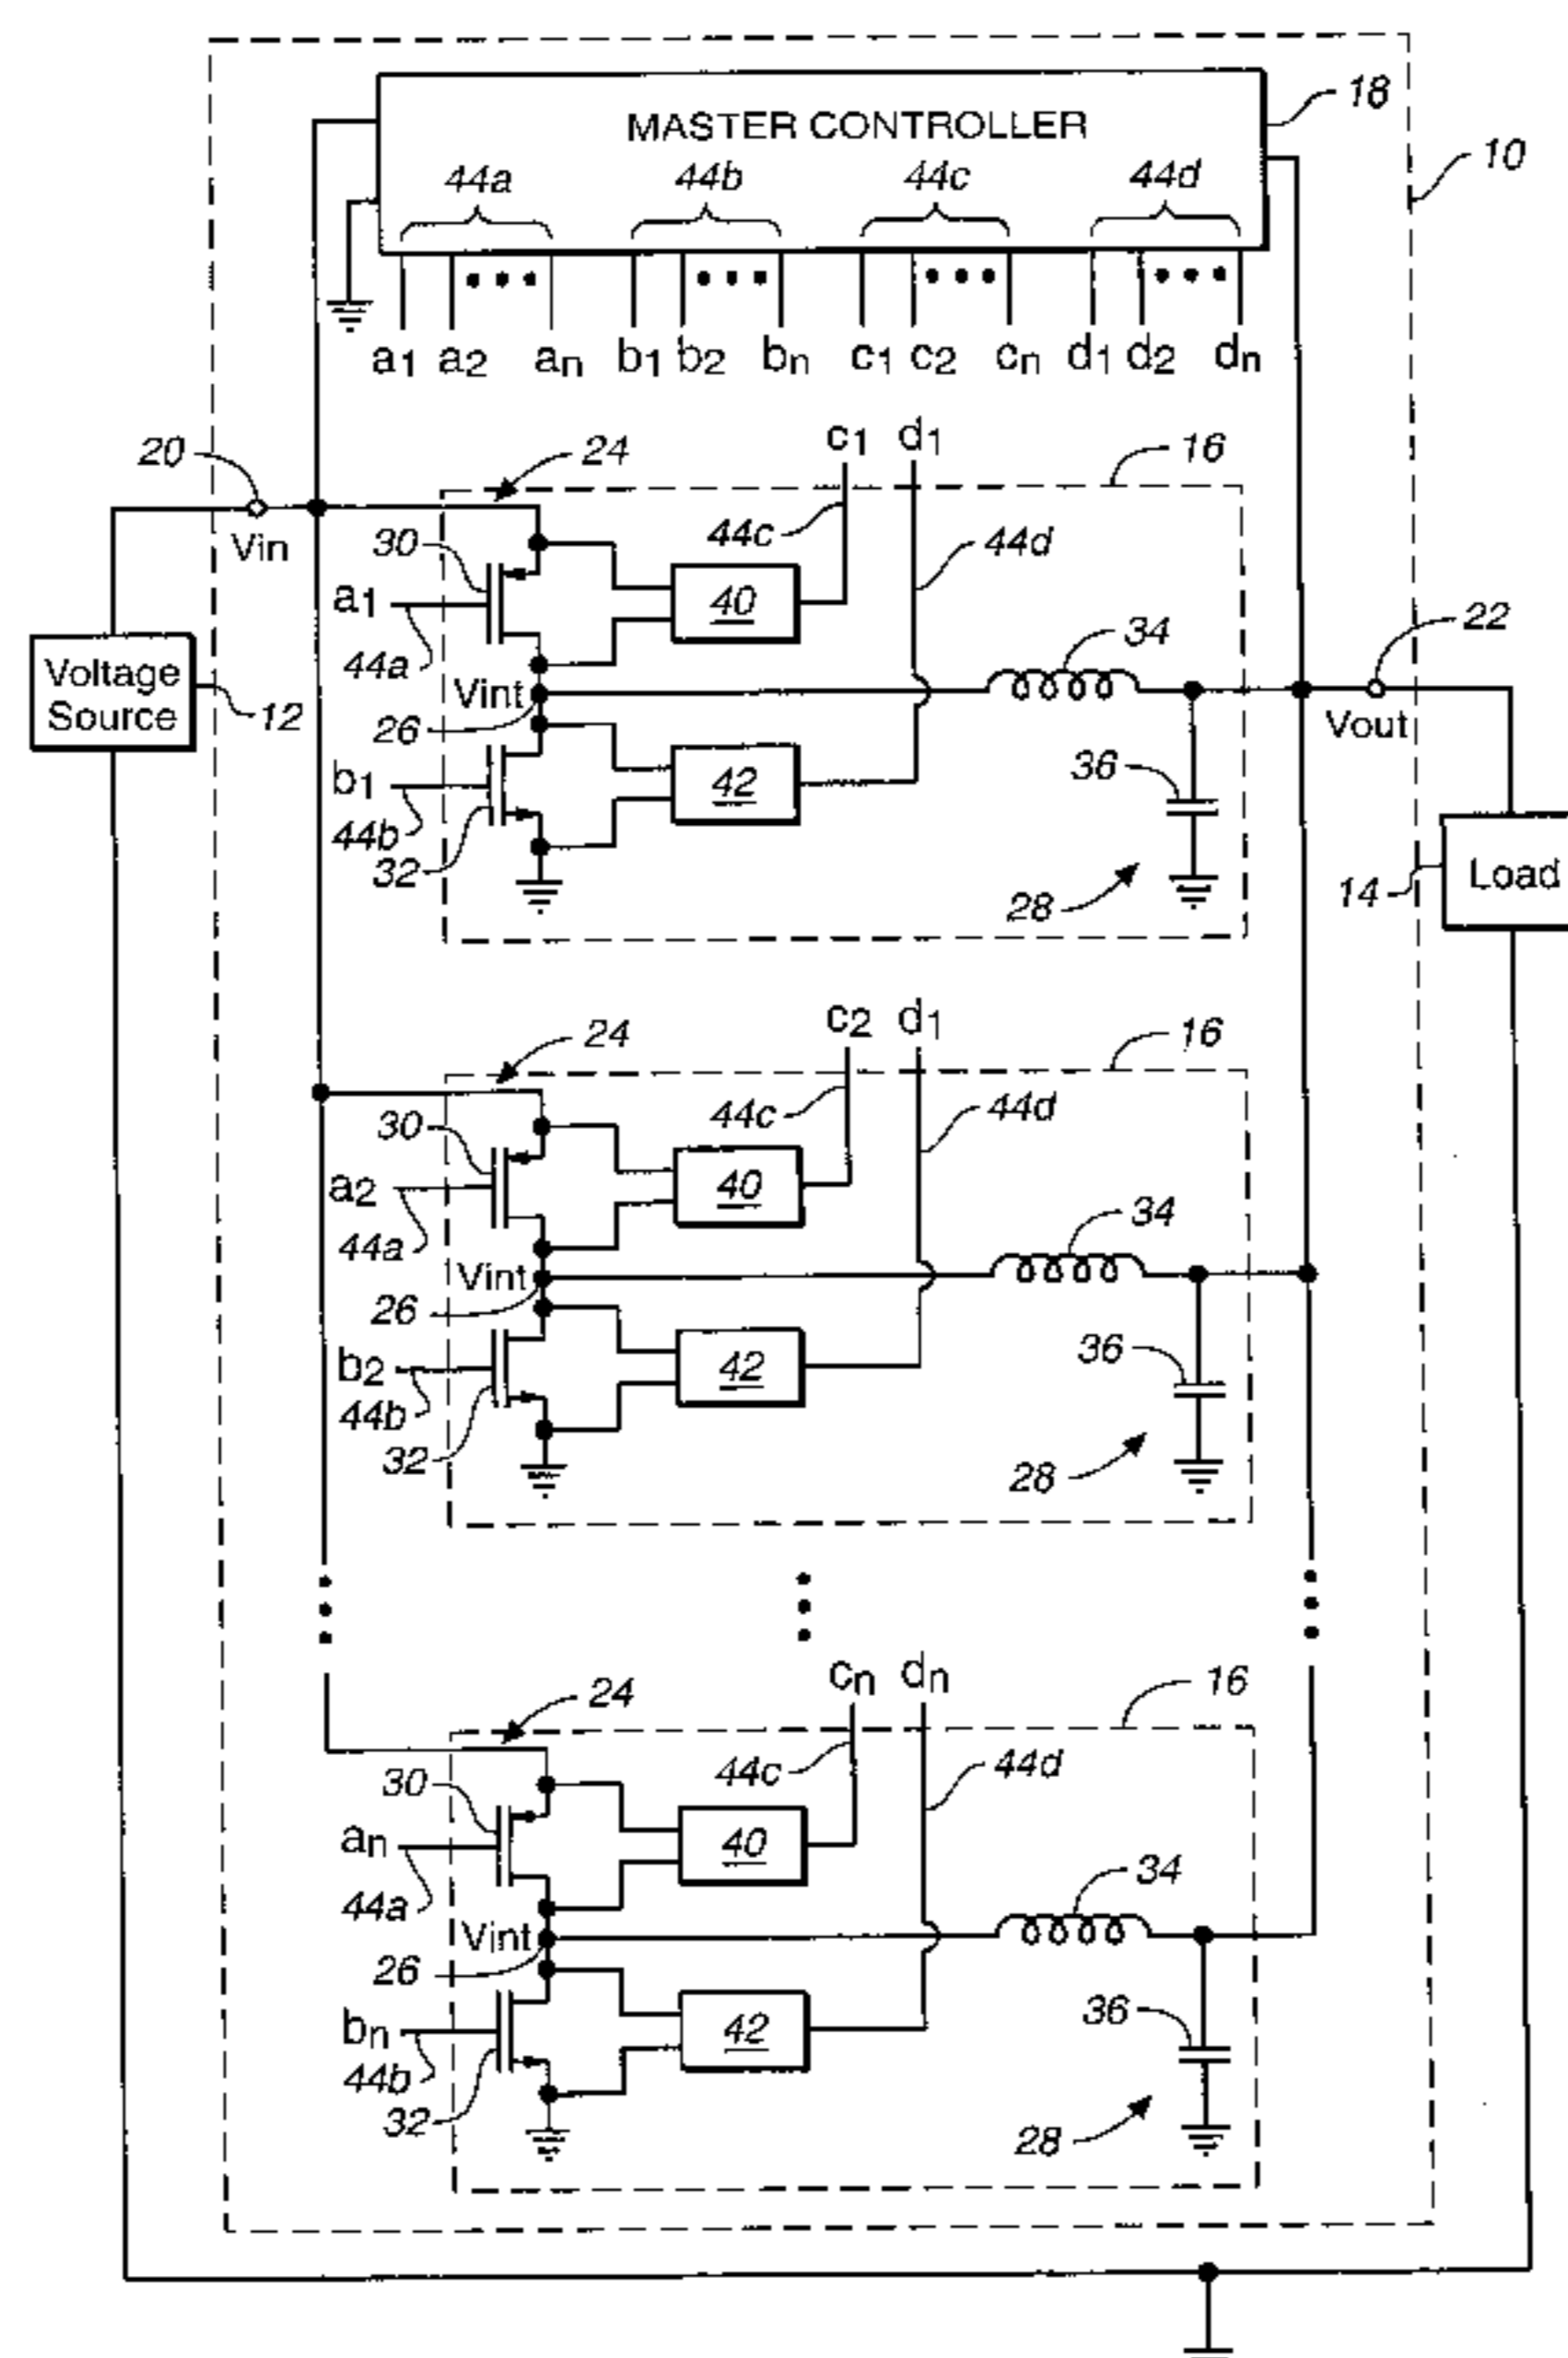 MASTER CONTROLLER
18
10
44a 44b 44c 44d
a1 a2 an b1 b2 bn c1 c2 cn d1 d2 dn
20
Vin
24
c1 d1
16
30
44c
44d
a1
44a
40
34
22
Voltage
Source
12
Vint
26
Vout
b1
44b
42
36
32
28
14
Load
c2 d1
24
16
30
44c
44d
a2
44a
40
34
Vint
26
b2
44b
42
36
32
28
cn dn
24
16
30
44c
44d
an
44a
40
34
Vint
26
bn
44b
42
36
32
28